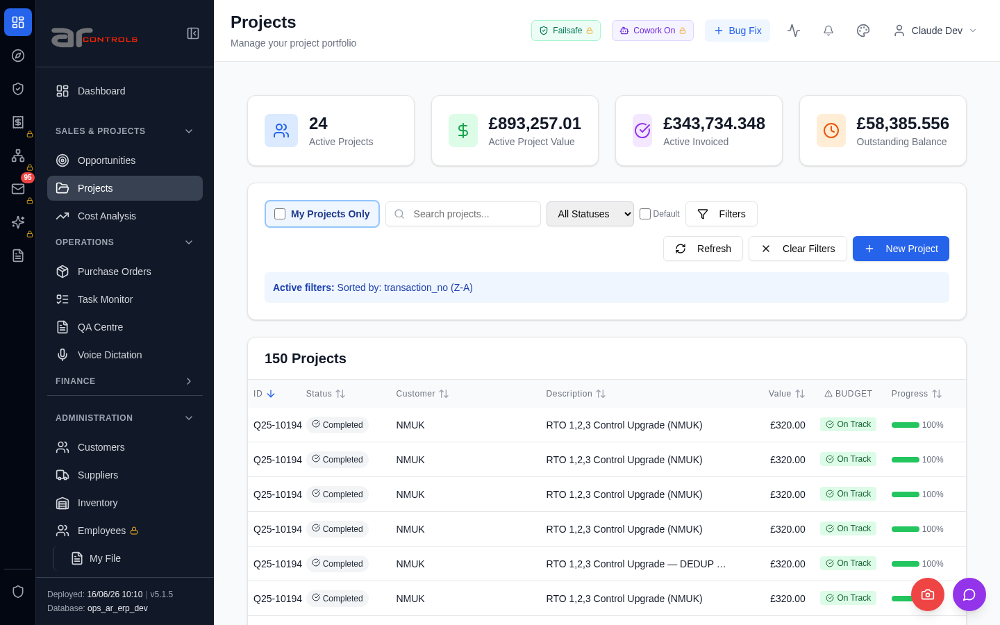 ar CONTROLS
Dashboard
SALES & PROJECTS
Opportunities
Projects
Cost Analysis
OPERATIONS
Purchase Orders
Task Monitor
QA Centre
Voice Dictation
FINANCE
ADMINISTRATION
Customers
Suppliers
Inventory
Employees
My File
Deployed: 16/06/26 10:10 | v5.1.5
Database: ops_ar_erp_dev
95
Projects
Manage your project portfolio
Failsafe
Cowork On
Bug Fix
Claude Dev
24
Active Projects
£893,257.01
Active Project Value
£343,734.348
Active Invoiced
£58,385.556
Outstanding Balance
My Projects Only
Search projects...
All Statuses
Default
Filters
Refresh
Clear Filters
New Project
Active filters: Sorted by: transaction_no (Z-A)
150 Projects
ID Status Customer Description Value BUDGET Progress
Q25-10194 Completed NMUK RTO 1,2,3 Control Upgrade (NMUK) £320.00 On Track 100%
Q25-10194 Completed NMUK RTO 1,2,3 Control Upgrade (NMUK) £320.00 On Track 100%
Q25-10194 Completed NMUK RTO 1,2,3 Control Upgrade (NMUK) £320.00 On Track 100%
Q25-10194 Completed NMUK RTO 1,2,3 Control Upgrade (NMUK) £320.00 On Track 100%
Q25-10194 Completed NMUK RTO 1,2,3 Control Upgrade (NMUK) — DEDUP … £320.00 On Track 100%
Q25-10194 Completed NMUK RTO 1,2,3 Control Upgrade (NMUK) £320.00 On Track